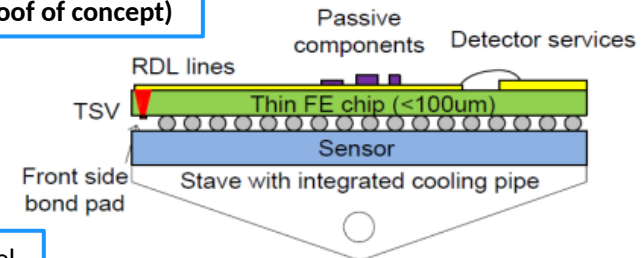 oof of concept)
Passive
components
Detector services
RDL lines
TSV
Thin FE chip (<100um)
Sensor
Front side
bond pad
Stave with integrated cooling pipe
el